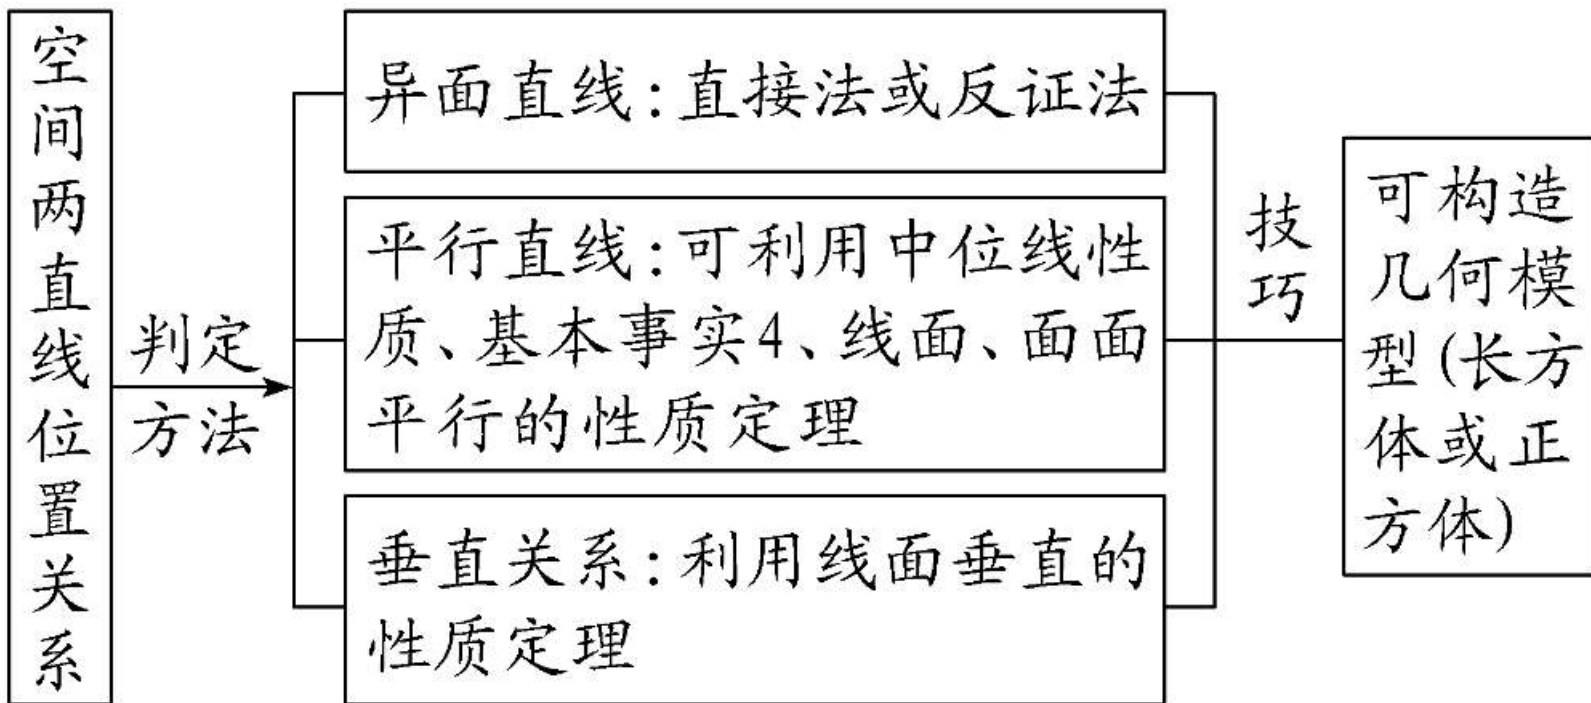 空间两直线位置关系
判定
方法
异面直线:直接法或反证法
平行直线:可利用中位线性
质、基本事实4、线面、面面
平行的性质定理
垂直关系:利用线面垂直的
性质定理
技巧
可构造
几何模
型(长方
体或正
方体)